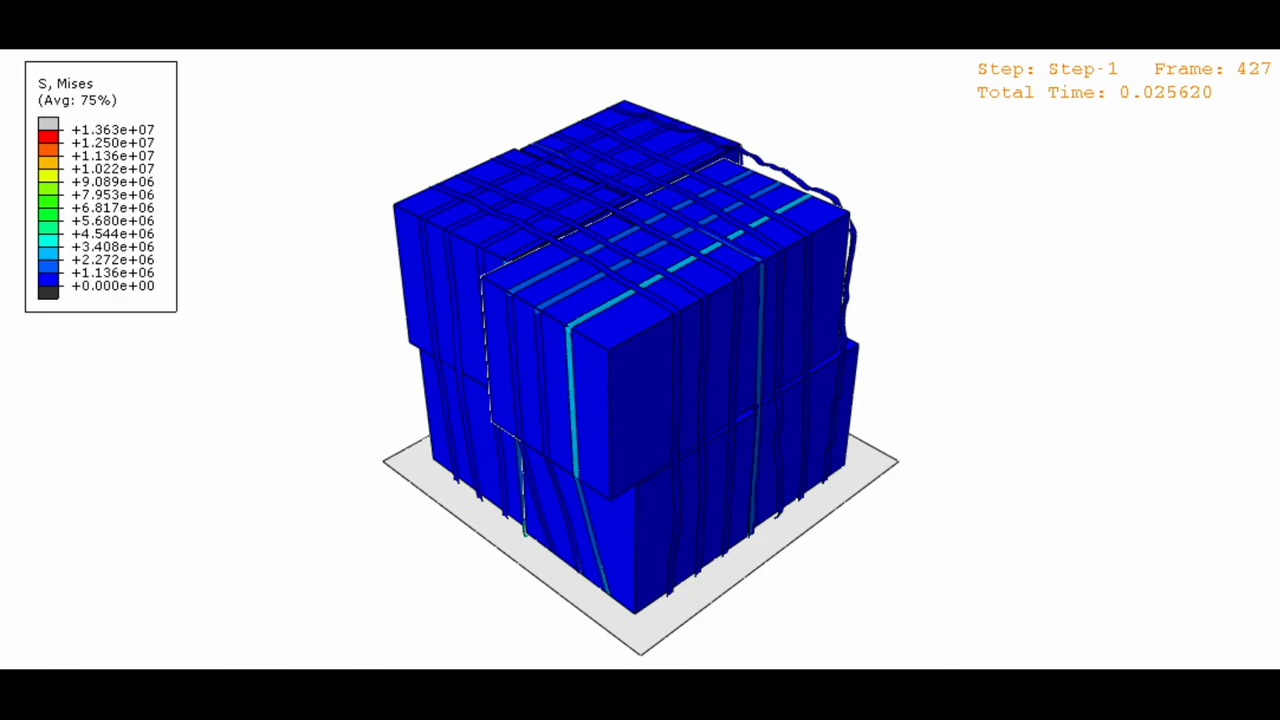 S, Mises
(Avg: 75%)
+1.363e+07
+1.250e+07
+1.136e+07
+1.022e+07
+9.089e+06
+7.953e+06
+6.817e+06
+5.680e+06
+4.544e+06
+3.408e+06
+2.272e+06
+1.136e+06
+0.000e+00
Step: Step-1 Frame: 427
Total Time: 0.025620